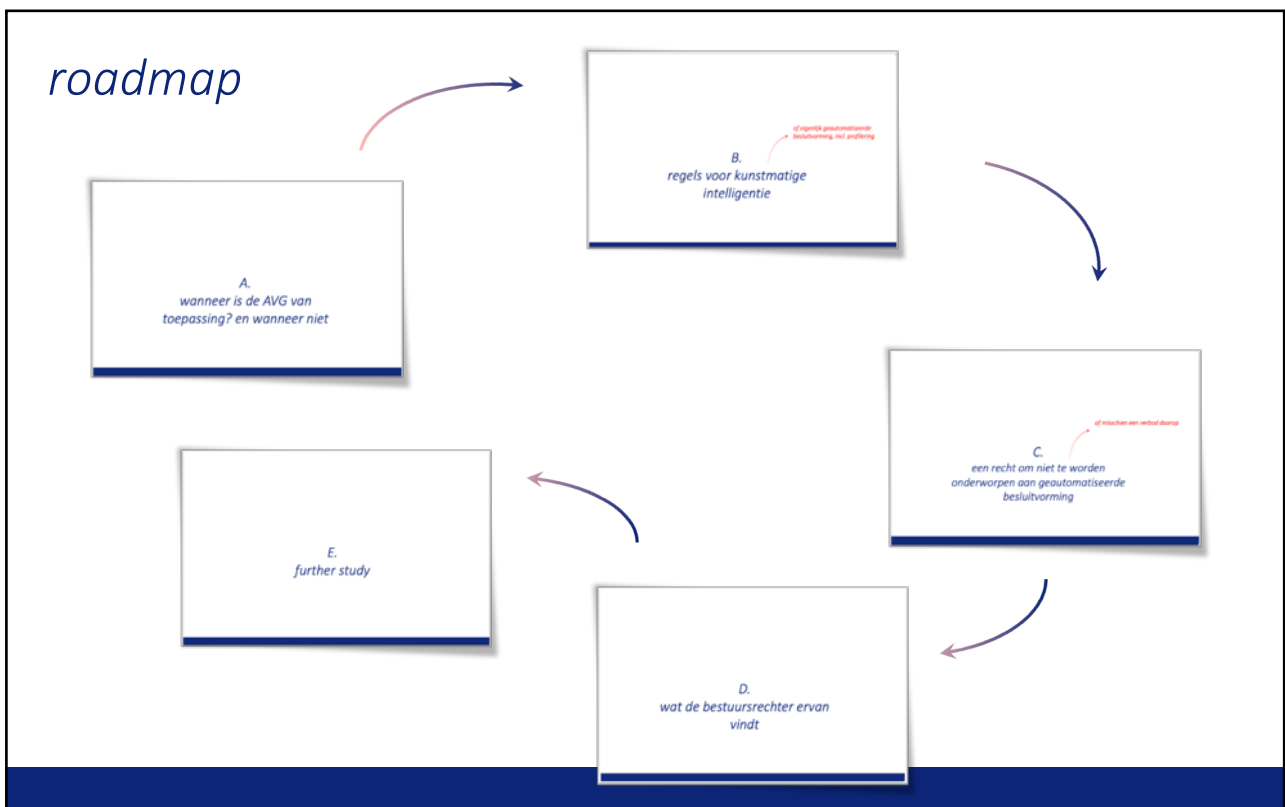 roadmap
A.
wanneer is de AVG van
toepassing? en wanneer niet
of eigenlijk geautomatiseerde
besluitvorming, incl. profilering
B.
regels voor kunstmatige
intelligentie
of misschien een verbod daarop
C.
een recht om niet te worden
onderworpen aan geautomatiseerde
besluitvorming
D.
wat de bestuursrechter ervan
vindt
E.
further study